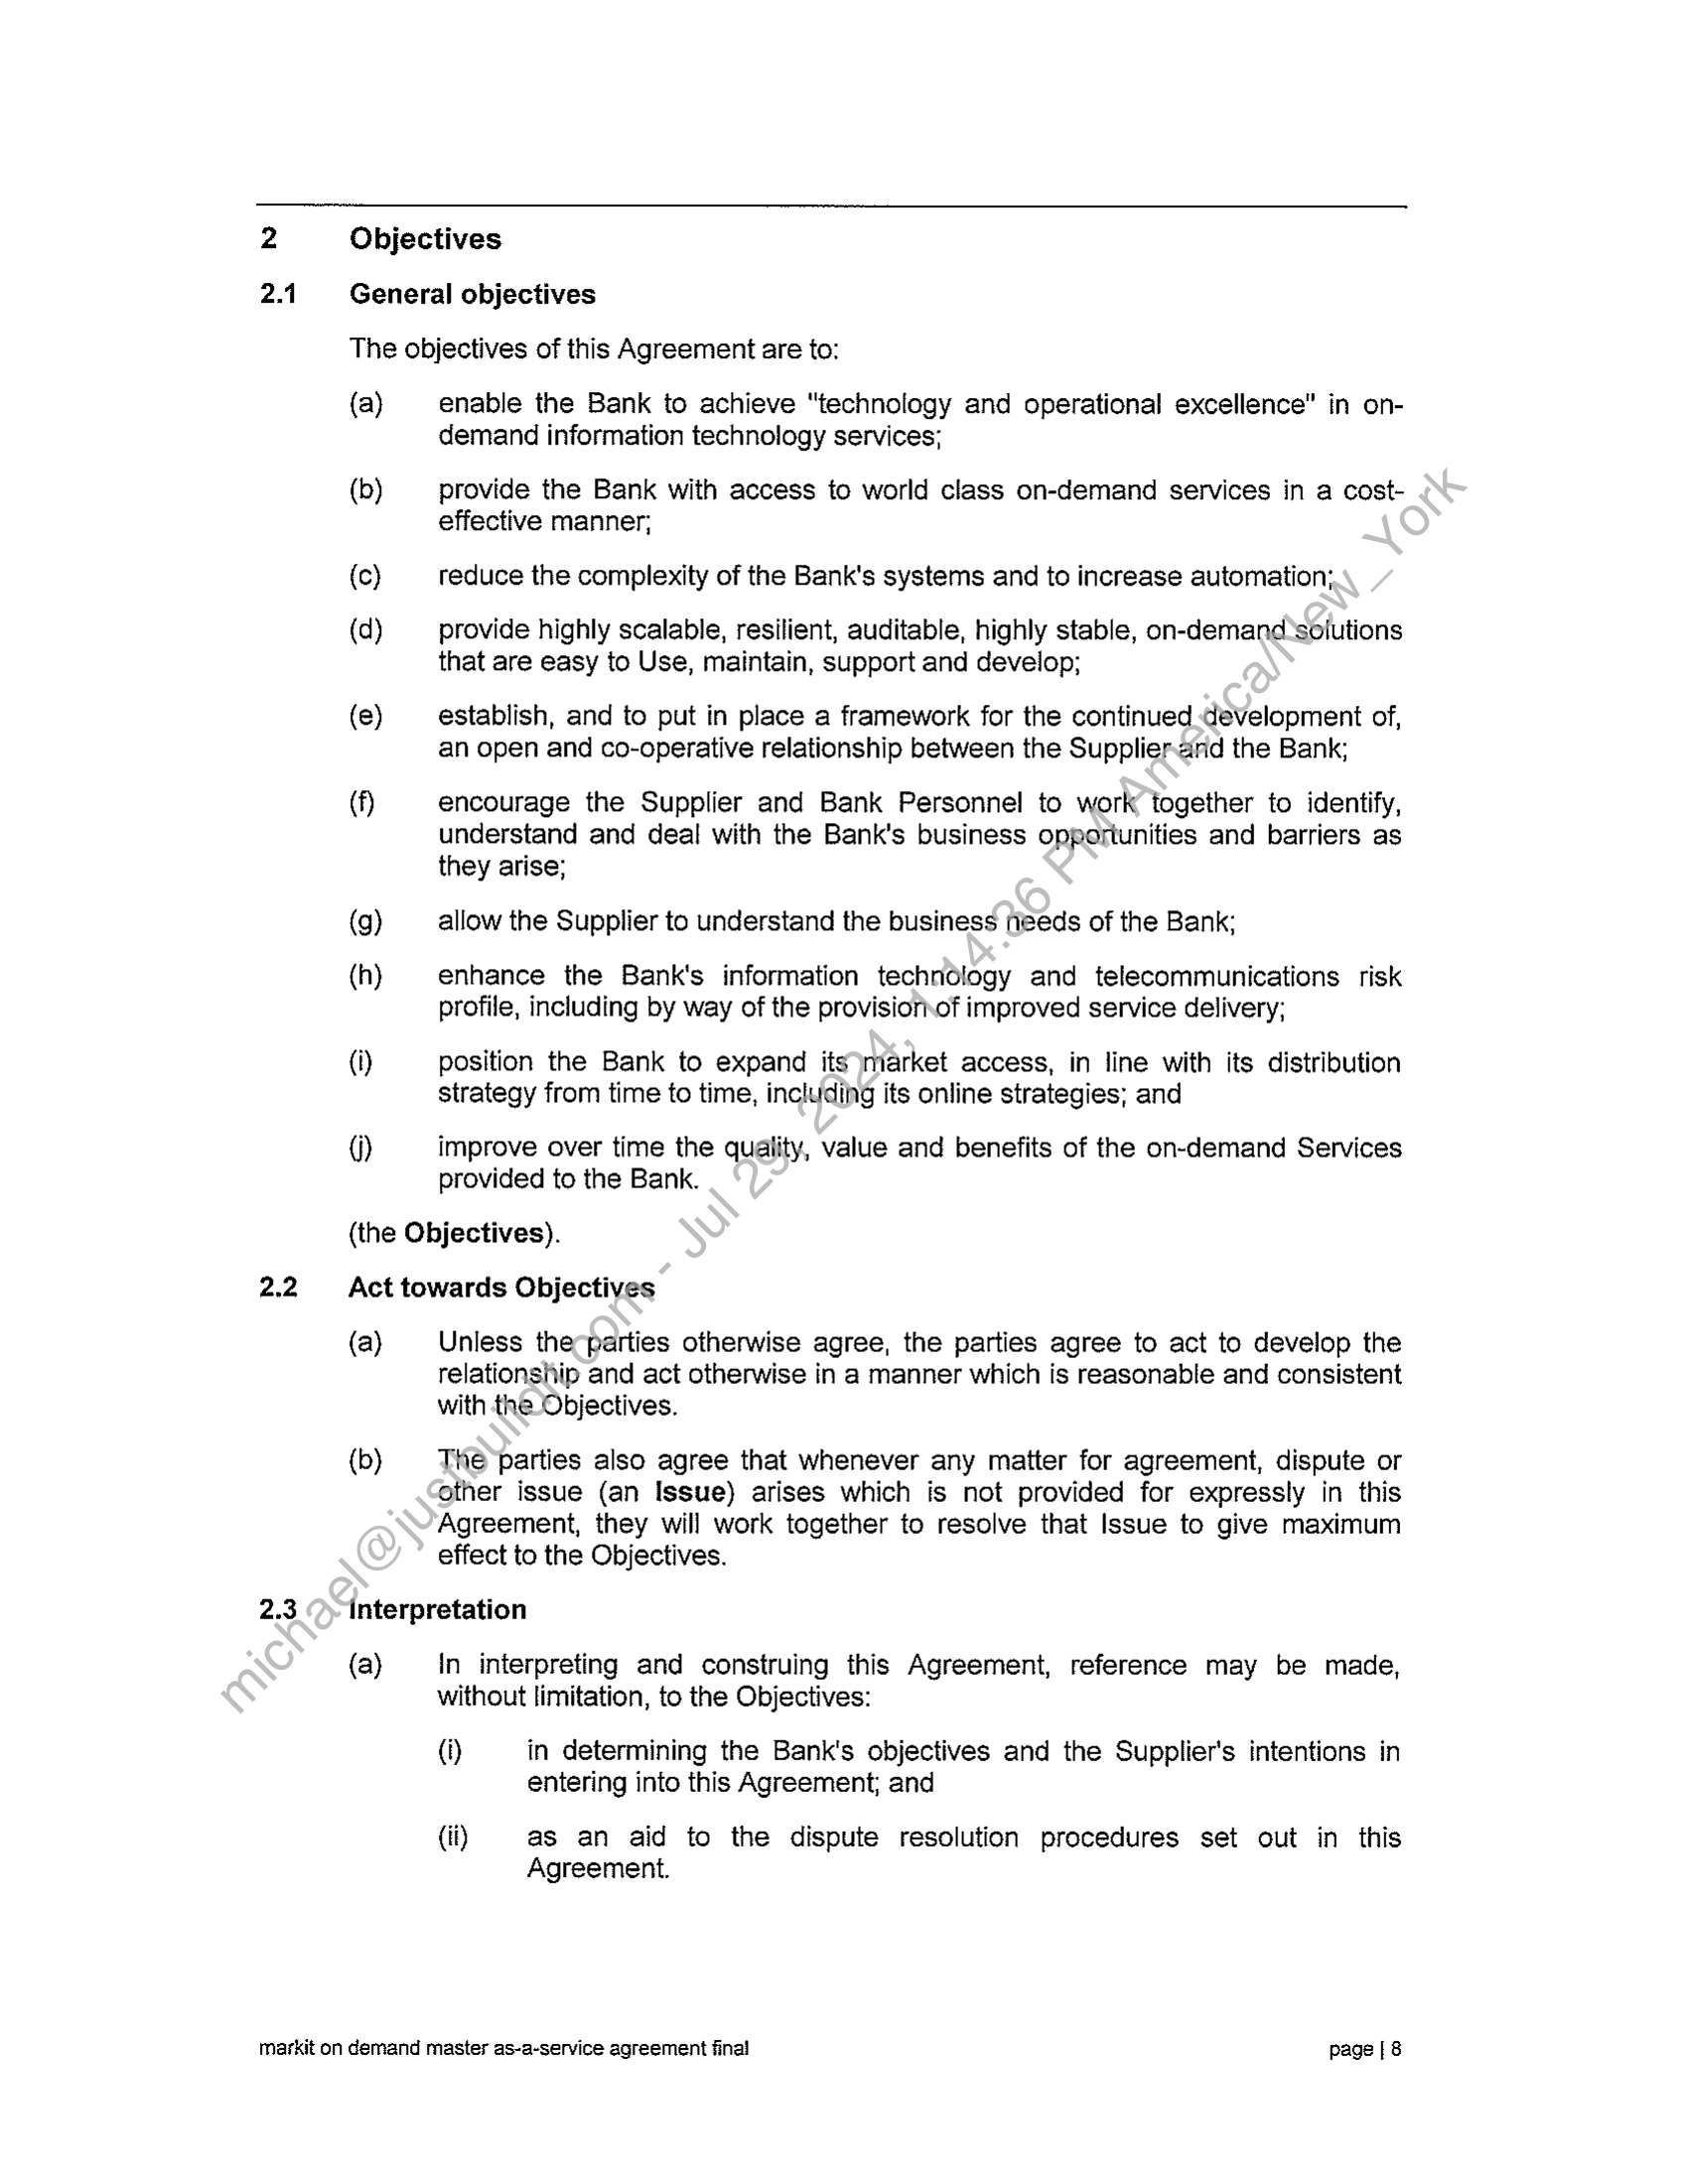 2 Objectives
2.1 General objectives
The objectives of this Agreement are to:
(a) enable the Bank to achieve "technology and operational excellence" in on-
demand information technology services;
(b) provide the Bank with access to world class on-demand services in a cost-
effective manner;
(c) reduce the complexity of the Bank's systems and to increase automation;
(d) provide highly scalable, resilient, auditable, highly stable, on-demand solutions
that are easy to Use, maintain, support and develop;
(e) establish, and to put in place a framework for the continued development of,
an open and co-operative relationship between the Supplier and the Bank;
(f) encourage the Supplier and Bank Personnel to work together to identify,
understand and deal with the Bank's business opportunities and barriers as
they arise;
(g) allow the Supplier to understand the business needs of the Bank;
(h) enhance the Bank's information technology and telecommunications risk
profile, including by way of the provision of improved service delivery;
(i) position the Bank to expand its market access, in line with its distribution
strategy from time to time, including its online strategies; and
(j) improve over time the quality, value and benefits of the on-demand Services
provided to the Bank.
(the Objectives).
2.2 Act towards Objectives
(a) Unless the parties otherwise agree, the parties agree to act to develop the
relationship and act otherwise in a manner which is reasonable and consistent
with the Objectives.
(b) The parties also agree that whenever any matter for agreement, dispute or
other issue (an Issue) arises which is not provided for expressly in this
Agreement, they will work together to resolve that Issue to give maximum
effect to the Objectives.
2.3 Interpretation
(a) In interpreting and construing this Agreement, reference may be made,
without limitation, to the Objectives:
(i) in determining the Bank's objectives and the Supplier's intentions in
entering into this Agreement; and
(ii) as an aid to the dispute resolution procedures set out in this
Agreement.
markit on demand master as-a-service agreement final page | 8
michael@justbuildit.com - Jul 29, 2024, 1:14:36 PM America/New_York